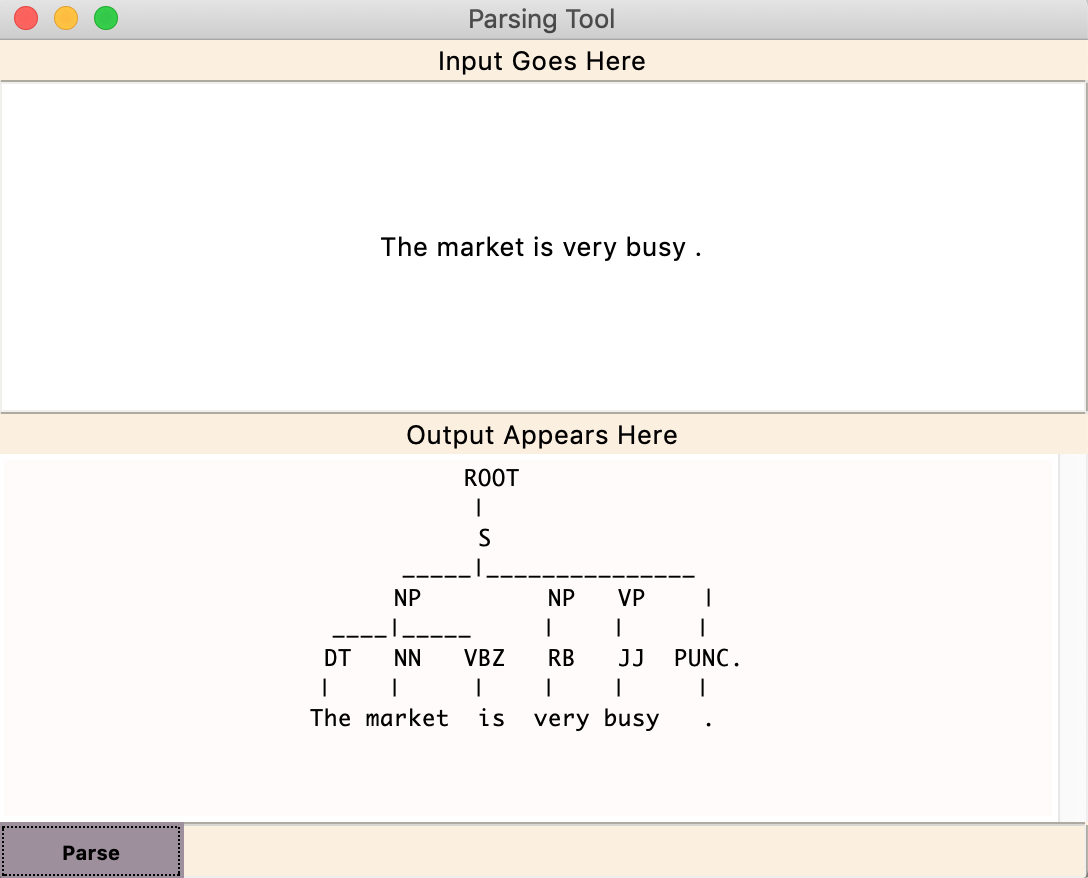 Parsing Tool
Input Goes Here
The market is very busy .
Output Appears Here
ROOT
|
S
_____|_______________
NP NP VP |
____|_____ | | |
DT NN VBZ RB JJ PUNC.
| | | | | |
The market is very busy .
Parse